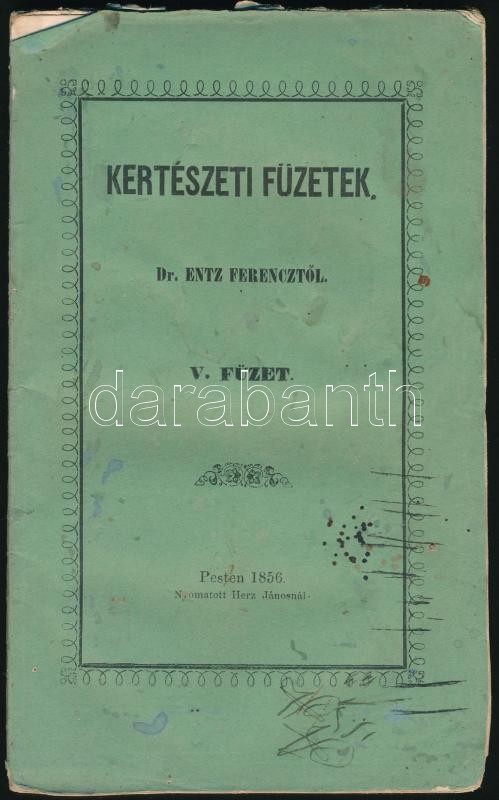 KERTÉSZETI FÜZETEK.
Dr. ENTZ FERENCZTŐL.
V. FÜZET.
darabanth
Pesten 1856.
Nyomatott Herz Jánosnál.